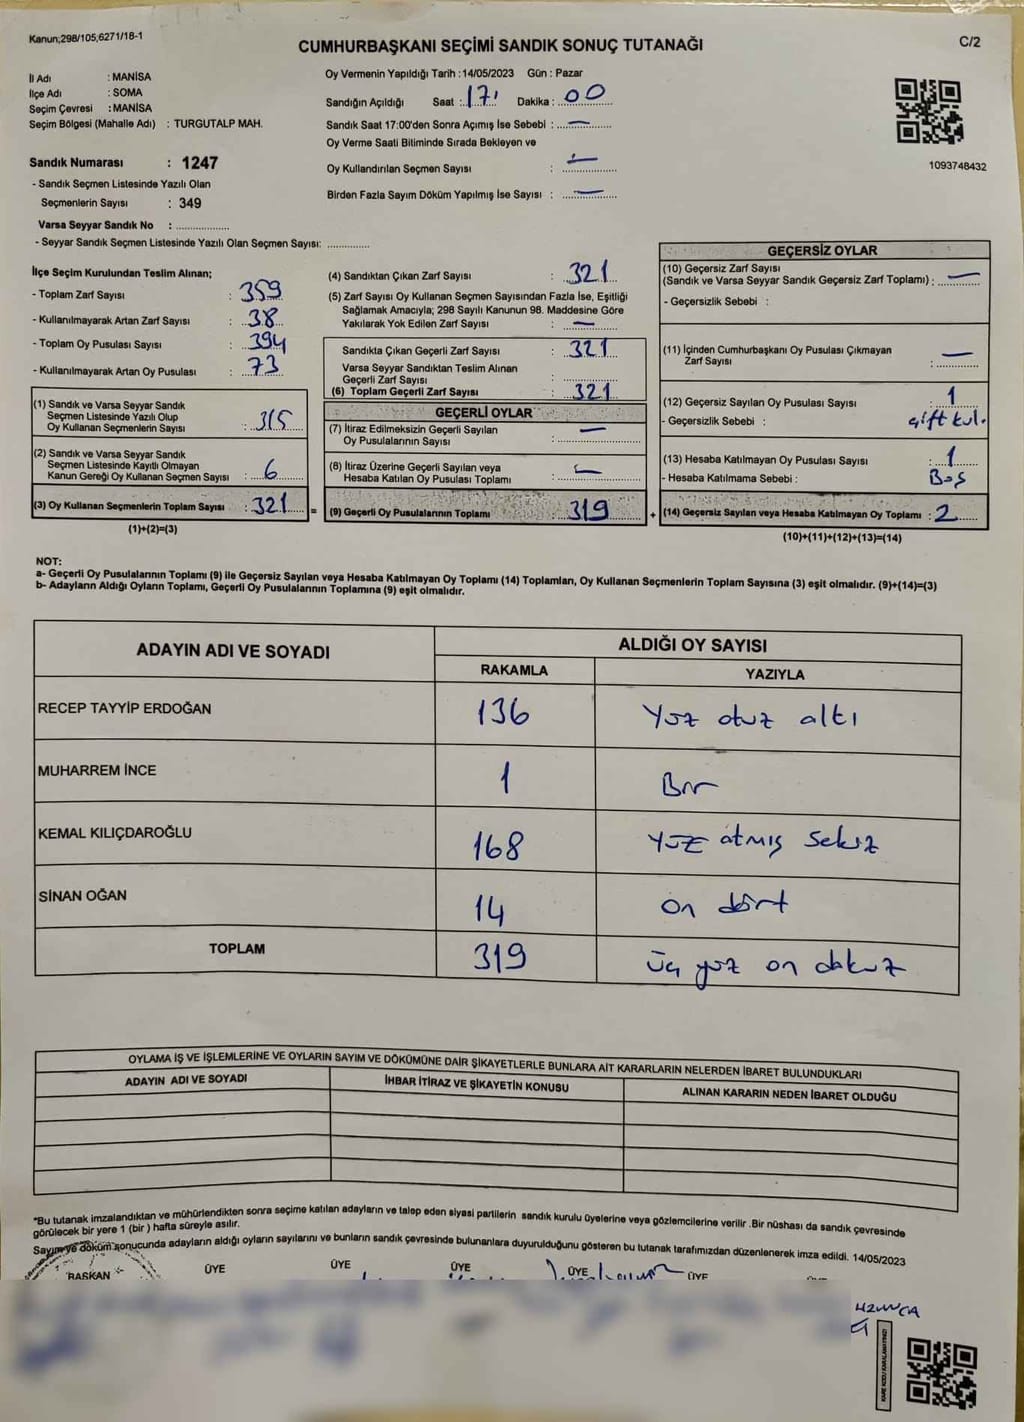 Kanun;298/105;6271/18-1
CUMHURBAŞKANI SEÇİMİ SANDIK SONUÇ TUTANAĞI
C/2
İl Adı : MANİSA
İlçe Adı : SOMA
Seçim Çevresi : MANİSA
Seçim Bölgesi (Mahalle Adı) : TURGUTALP MAH.
Oy Vermenin Yapıldığı Tarih : 14/05/2023 Gün : Pazar
Sandığın Açıldığı Saat : 17 Dakika : 00
Sandık Saat 17:00'den Sonra Açımış İse Sebebi : —
Oy Verme Saati Bitiminde Sırada Bekleyen ve
Oy Kullandırılan Seçmen Sayısı : —
Birden Fazla Sayım Döküm Yapılmış İse Sayısı : —
1093748432
Sandık Numarası : 1247
- Sandık Seçmen Listesinde Yazılı Olan
Seçmenlerin Sayısı : 349
Varsa Seyyar Sandık No : ....................
- Seyyar Sandık Seçmen Listesinde Yazılı Olan Seçmen Sayısı: ...............
İlçe Seçim Kurulundan Teslim Alınan;
- Toplam Zarf Sayısı : 359
- Kullanılmayarak Artan Zarf Sayısı : 38
- Toplam Oy Pusulası Sayısı : 394
- Kullanılmayarak Artan Oy Pusulası : 73
(1) Sandık ve Varsa Seyyar Sandık
Seçmen Listesinde Yazılı Olup
Oy Kullanan Seçmenlerin Sayısı : 315
(2) Sandık ve Varsa Seyyar Sandık
Seçmen Listesinde Kayıtlı Olmayan
Kanun Gereği Oy Kullanan Seçmen Sayısı : 6
(3) Oy Kullanan Seçmenlerin Toplam Sayısı : 321 =
(1)+(2)=(3)
(4) Sandıktan Çıkan Zarf Sayısı : 321
(5) Zarf Sayısı Oy Kullanan Seçmen Sayısından Fazla İse, Eşitliği
Sağlamak Amacıyla; 298 Sayılı Kanunun 98. Maddesine Göre
Yakılarak Yok Edilen Zarf Sayısı : —
Sandıkta Çıkan Geçerli Zarf Sayısı : 321
Varsa Seyyar Sandıktan Teslim Alınan
Geçerli Zarf Sayısı : ....................
(6) Toplam Geçerli Zarf Sayısı : 321
GEÇERLİ OYLAR
(7) İtiraz Edilmeksizin Geçerli Sayılan
Oy Pusulalarının Sayısı : —
(8) İtiraz Üzerine Geçerli Sayılan veya
Hesaba Katılan Oy Pusulası Toplamı : —
(9) Geçerli Oy Pusulalarının Toplamı : 319 +
GEÇERSİZ OYLAR
(10) Geçersiz Zarf Sayısı
(Sandık ve Varsa Seyyar Sandık Geçersiz Zarf Toplamı) : —
- Geçersizlik Sebebi :
(11) İçinden Cumhurbaşkanı Oy Pusulası Çıkmayan
Zarf Sayısı : —
(12) Geçersiz Sayılan Oy Pusulası Sayısı : 1
- Geçersizlik Sebebi : çift kul.
(13) Hesaba Katılmayan Oy Pusulası Sayısı : 1
- Hesaba Katılmama Sebebi : Boş
(14) Geçersiz Sayılan veya Hesaba Katılmayan Oy Toplamı : 2
(10)+(11)+(12)+(13)=(14)
NOT:
a- Geçerli Oy Pusulalarının Toplamı (9) ile Geçersiz Sayılan veya Hesaba Katılmayan Oy Toplamı (14) Toplamları, Oy Kullanan Seçmenlerin Toplam Sayısına (3) eşit olmalıdır. (9)+(14)=(3)
b- Adayların Aldığı Oyların Toplamı, Geçerli Oy Pusulalarının Toplamına (9) eşit olmalıdır.
ADAYIN ADI VE SOYADI
ALDIĞI OY SAYISI
RAKAMLA YAZIYLA
RECEP TAYYİP ERDOĞAN 136 Yüz otuz altı
MUHARREM İNCE 1 Bir
KEMAL KILIÇDAROĞLU 168 Yüz atmış sekiz
SİNAN OĞAN 14 on dört
TOPLAM 319 üç yüz on dokuz
OYLAMA İŞ VE İŞLEMLERİNE VE OYLARIN SAYIM VE DÖKÜMÜNE DAİR ŞİKAYETLERLE BUNLARA AİT KARARLARIN NELERDEN İBARET BULUNDUKLARI
ADAYIN ADI VE SOYADI İHBAR İTİRAZ VE ŞİKAYETİN KONUSU ALINAN KARARIN NEDEN İBARET OLDUĞU
*Bu tutanak imzalandıktan ve mühürlendikten sonra seçime katılan adayların ve talep eden siyasi partilerin sandık kurulu üyelerine veya gözlemcilerine verilir .Bir nüshası da sandık çevresinde
görülecek bir yere 1 (bir ) hafta süreyle asılır.
Sayım ve döküm sonucunda adayların aldığı oyların sayılarını ve bunların sandık çevresinde bulunanlara duyurulduğunu gösteren bu tutanak tarafımızdan düzenlenerek imza edildi. 14/05/2023
BAŞKAN ÜYE ÜYE ÜYE ÜYE ÜYE